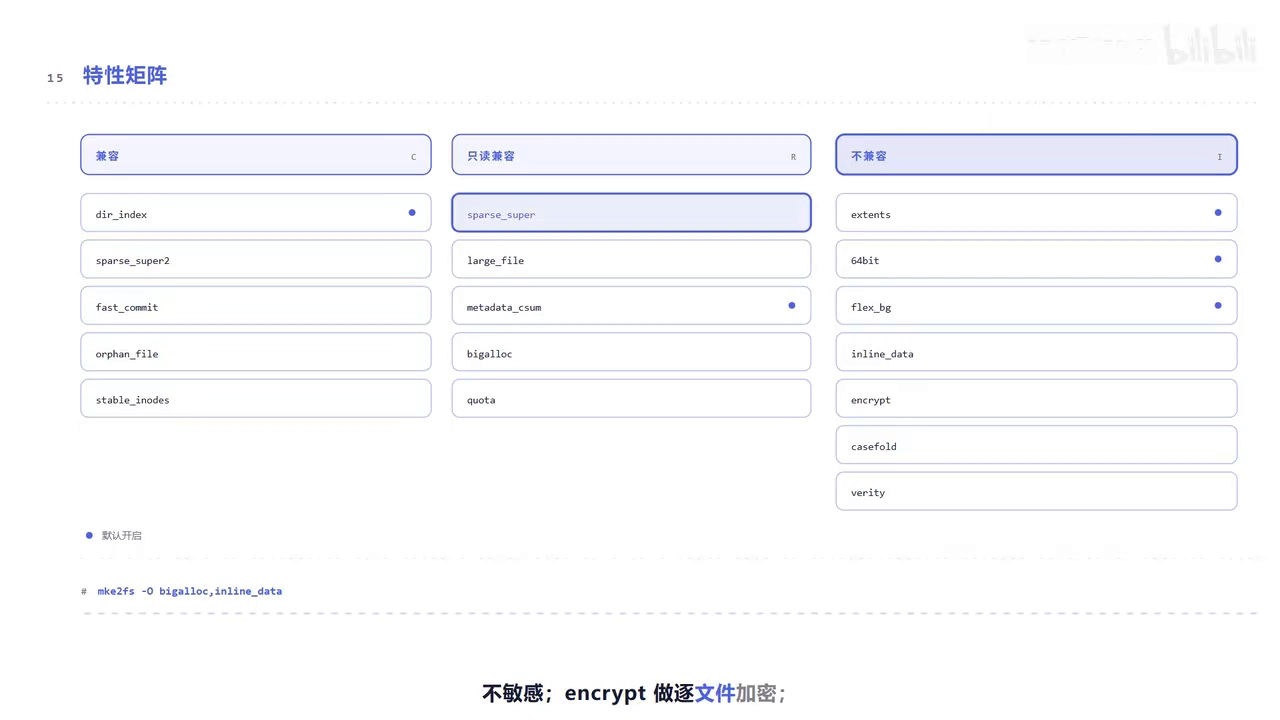 bilibili
15 特性矩阵
兼容 C
只读兼容 R
不兼容 I
dir_index
sparse_super2
fast_commit
orphan_file
stable_inodes
sparse_super
large_file
metadata_csum
bigalloc
quota
extents
64bit
flex_bg
inline_data
encrypt
casefold
verity
默认开启
# mke2fs -O bigalloc,inline_data
不敏感；encrypt 做逐文件加密；